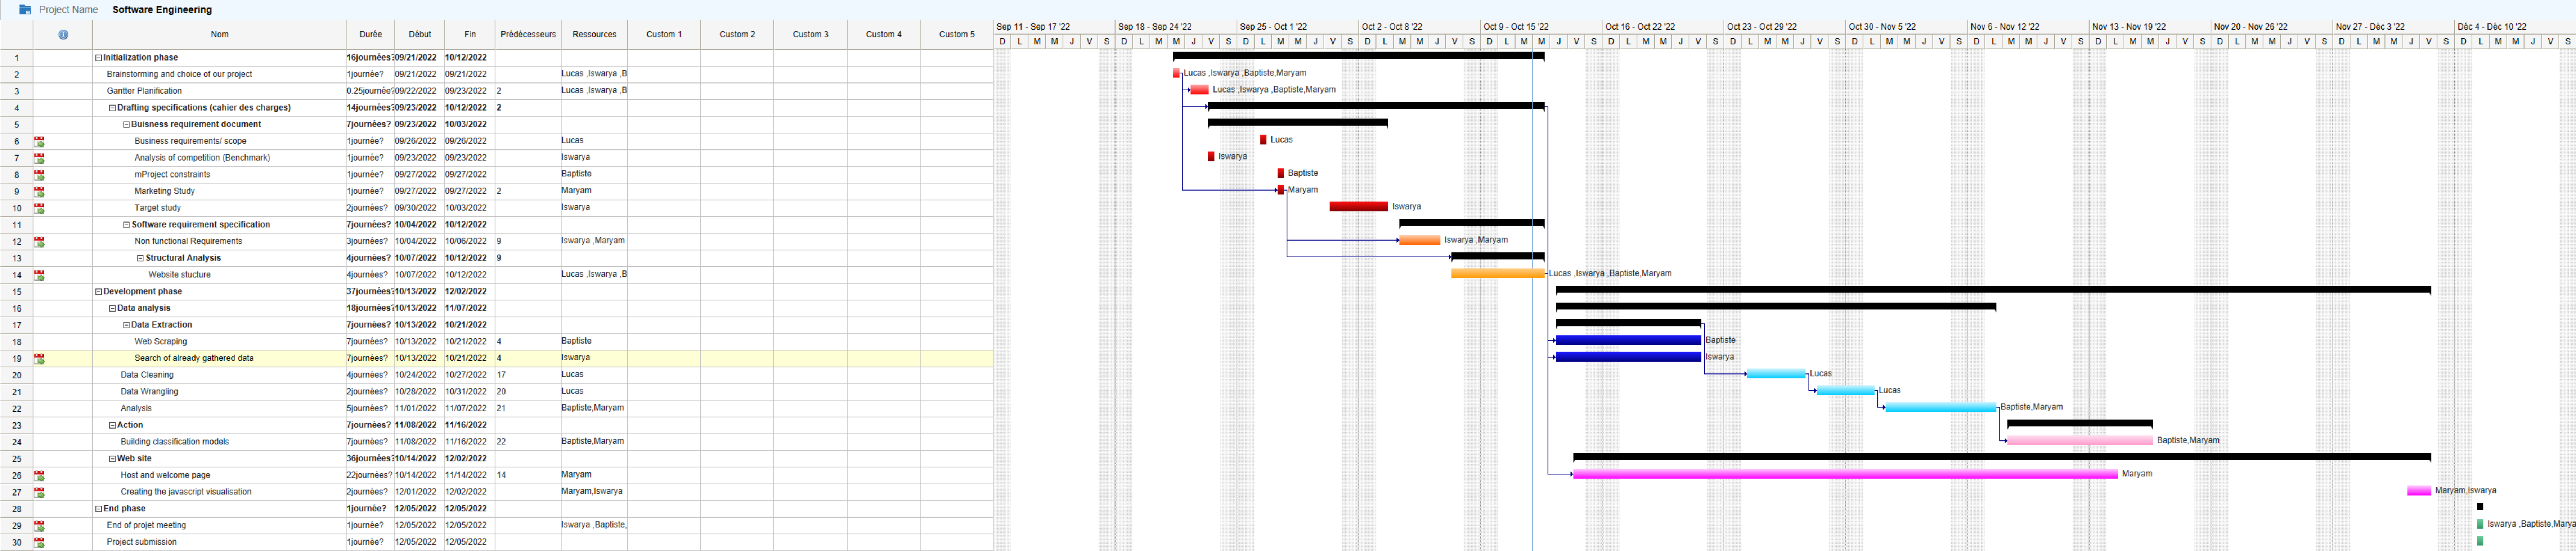 Project Name Software Engineering
Nom Durée Début Fin Prédécesseurs Ressources Custom 1 Custom 2 Custom 3 Custom 4 Custom 5 Sep 11 - Sep 17 '22 Sep 18 - Sep 24 '22 Sep 25 - Oct 1 '22 Oct 2 - Oct 8 '22 Oct 9 - Oct 15 '22 Oct 16 - Oct 22 '22 Oct 23 - Oct 29 '22 Oct 30 - Nov 5 '22 Nov 6 - Nov 12 '22 Nov 13 - Nov 19 '22 Nov 20 - Nov 26 '22 Nov 27 - Déc 3 '22 Déc 4 - Déc 10 '22
D L M M J V S D L M M J V S D L M M J V S D L M M J V S D L M M J V S D L M M J V S D L M M J V S D L M M J V S D L M M J V S D L M M J V S D L M M J V S D L M M J V S D L M M J V S
1 Initialization phase 16journées? 09/21/2022 10/12/2022
2 Brainstorming and choice of our project 1journée? 09/21/2022 09/21/2022 Lucas ,Iswarya ,B Lucas ,Iswarya ,Baptiste,Maryam
3 Gantter Planification 0.25journée? 09/22/2022 09/23/2022 2 Lucas ,Iswarya ,B Lucas ,Iswarya ,Baptiste,Maryam
4 Drafting specifications (cahier des charges) 14journées? 09/23/2022 10/12/2022 2
5 Buisness requirement document 7journées? 09/23/2022 10/03/2022
6 Business requirements/ scope 1journée? 09/26/2022 09/26/2022 Lucas Lucas
7 Analysis of competition (Benchmark) 1journée? 09/23/2022 09/23/2022 Iswarya Iswarya
8 mProject constraints 1journée? 09/27/2022 09/27/2022 Baptiste Baptiste
9 Marketing Study 1journée? 09/27/2022 09/27/2022 2 Maryam Maryam
10 Target study 2journées? 09/30/2022 10/03/2022 Iswarya Iswarya
11 Software requirement specification 7journées? 10/04/2022 10/12/2022
12 Non functional Requirements 3journées? 10/04/2022 10/06/2022 9 Iswarya ,Maryam Iswarya ,Maryam
13 Structural Analysis 4journées? 10/07/2022 10/12/2022 9
14 Website stucture 4journées? 10/07/2022 10/12/2022 Lucas ,Iswarya ,B Lucas ,Iswarya ,Baptiste,Maryam
15 Development phase 37journées? 10/13/2022 12/02/2022
16 Data analysis 18journées? 10/13/2022 11/07/2022
17 Data Extraction 7journées? 10/13/2022 10/21/2022
18 Web Scraping 7journées? 10/13/2022 10/21/2022 4 Baptiste Baptiste
19 Search of already gathered data 7journées? 10/13/2022 10/21/2022 4 Iswarya Iswarya
20 Data Cleaning 4journées? 10/24/2022 10/27/2022 17 Lucas Lucas
21 Data Wrangling 2journées? 10/28/2022 10/31/2022 20 Lucas Lucas
22 Analysis 5journées? 11/01/2022 11/07/2022 21 Baptiste,Maryam Baptiste,Maryam
23 Action 7journées? 11/08/2022 11/16/2022
24 Building classification models 7journées? 11/08/2022 11/16/2022 22 Baptiste,Maryam Baptiste,Maryam
25 Web site 36journées? 10/14/2022 12/02/2022
26 Host and welcome page 22journées? 10/14/2022 11/14/2022 14 Maryam Maryam
27 Creating the javascript visualisation 2journées? 12/01/2022 12/02/2022 Maryam,Iswarya Maryam,Iswarya
28 End phase 1journée? 12/05/2022 12/05/2022
29 End of projet meeting 1journée? 12/05/2022 12/05/2022 Iswarya ,Baptiste, Iswarya ,Baptiste,Marya
30 Project submission 1journée? 12/05/2022 12/05/2022